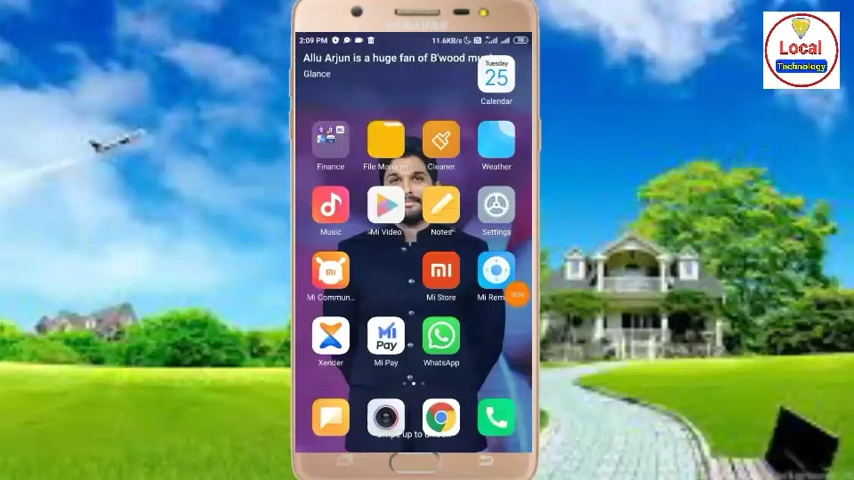 SAMSUNG
2:09 PM
11.6KB/s
Allu Arjun is a huge fan of B'wood mu
Glance
Tuesday
25
Calendar
Finance
File Manager
Cleaner
Weather
Music
Mi Video
Notes
Settings
Mi Commun...
Mi Store
Mi Rem
Xender
Mi Pay
WhatsApp
Swipe up to unlock
Local
Technology